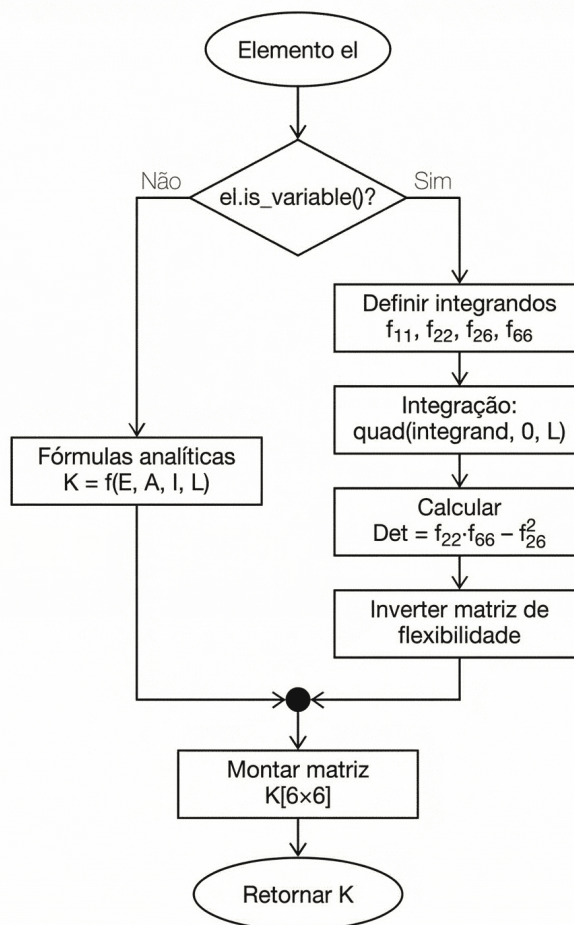 Elemento el
el.is_variable()?
Não
Sim
Definir integrandos
f₁₁, f₂₂, f₂₆, f₆₆
Integração:
quad(integrand, 0, L)
Fórmulas analíticas
K = f(E, A, I, L)
Calcular
Det = f₂₂·f₆₆ – f₂₆²
Inverter matriz de
flexibilidade
Montar matriz
K[6×6]
Retornar K